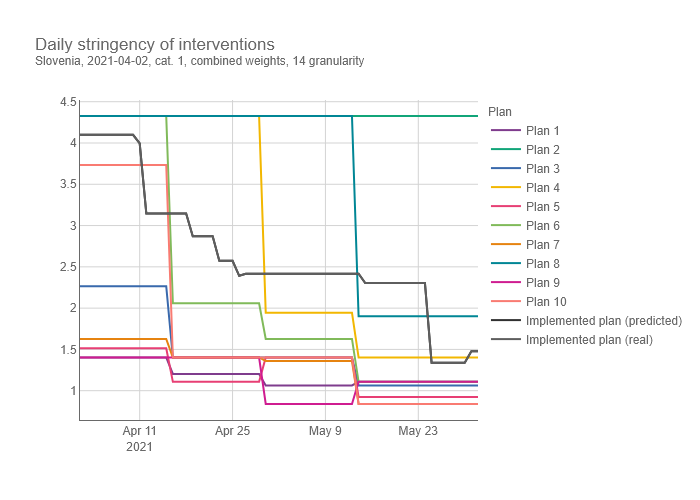 Daily stringency of interventions
Slovenia, 2021-04-02, cat. 1, combined weights, 14 granularity
4.5
4
3.5
3
2.5
2
1.5
1
Apr 11
2021
Apr 25
May 9
May 23
Plan
Plan 1
Plan 2
Plan 3
Plan 4
Plan 5
Plan 6
Plan 7
Plan 8
Plan 9
Plan 10
Implemented plan (predicted)
Implemented plan (real)